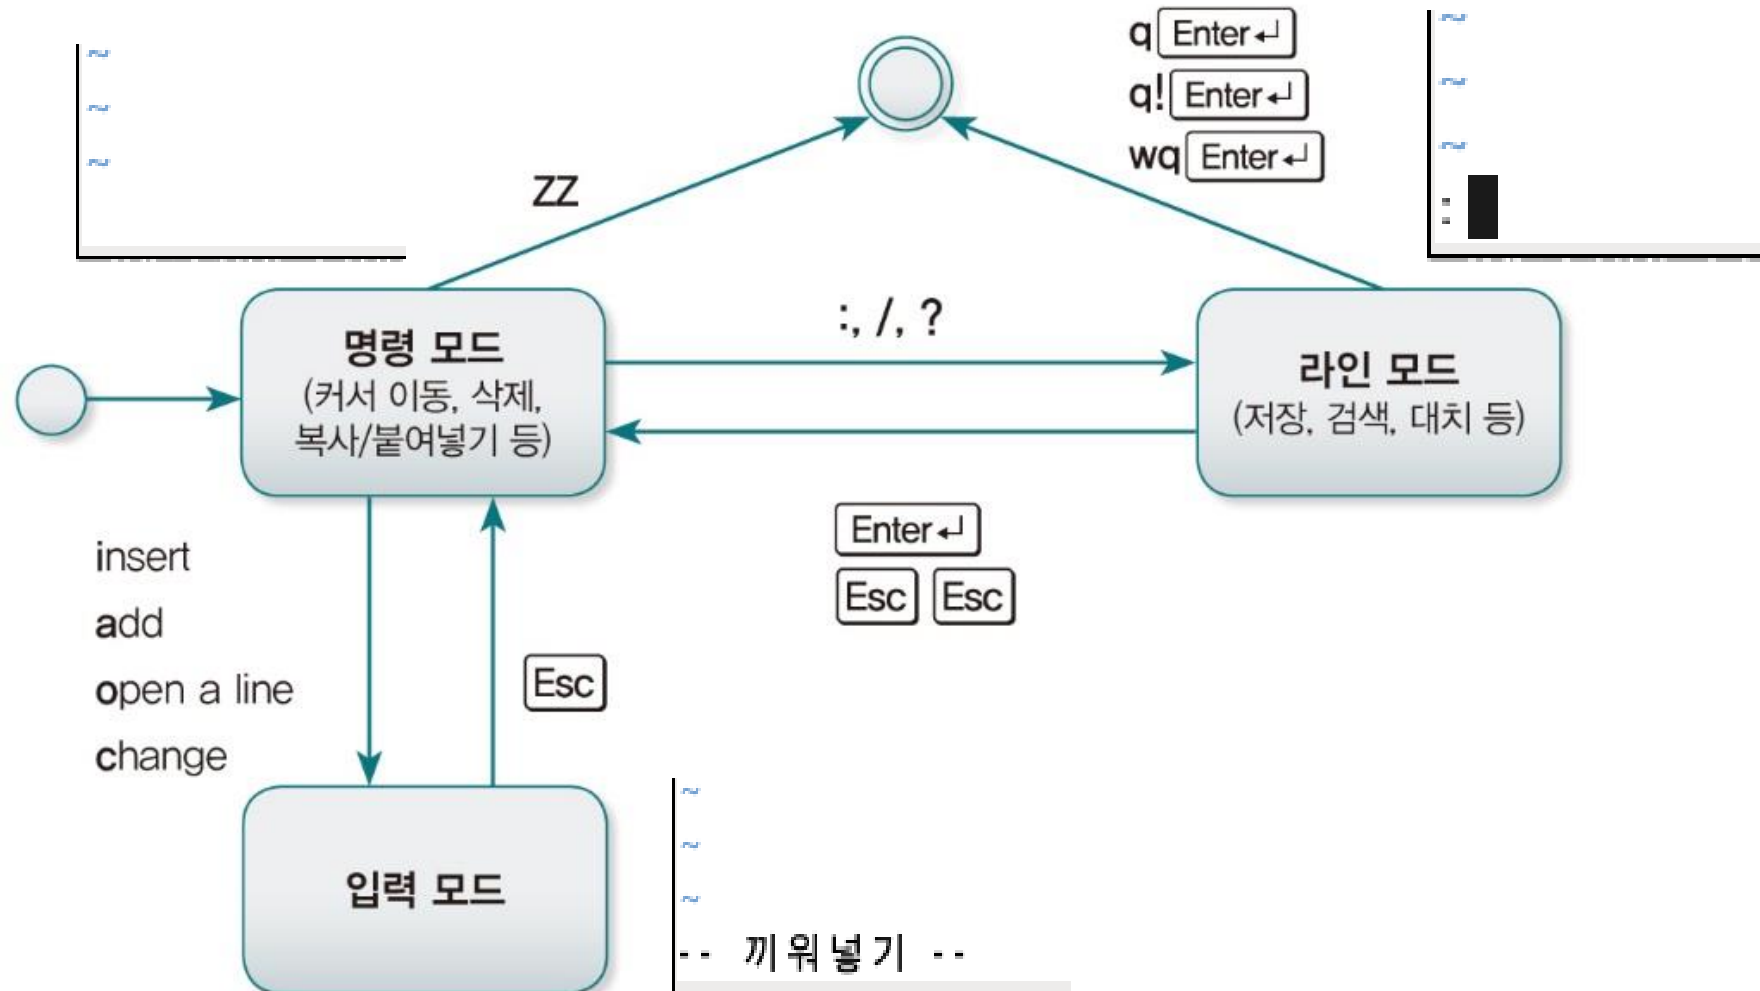 ~
~
~
ZZ
q Enter↵
q! Enter↵
wq Enter↵
~
~
~
:
명령 모드
(커서 이동, 삭제,
복사/붙여넣기 등)
:, /, ?
라인 모드
(저장, 검색, 대치 등)
Enter↵
Esc Esc
insert
add
open a line
change
Esc
입력 모드
~
~
~
-- 끼워넣기 --